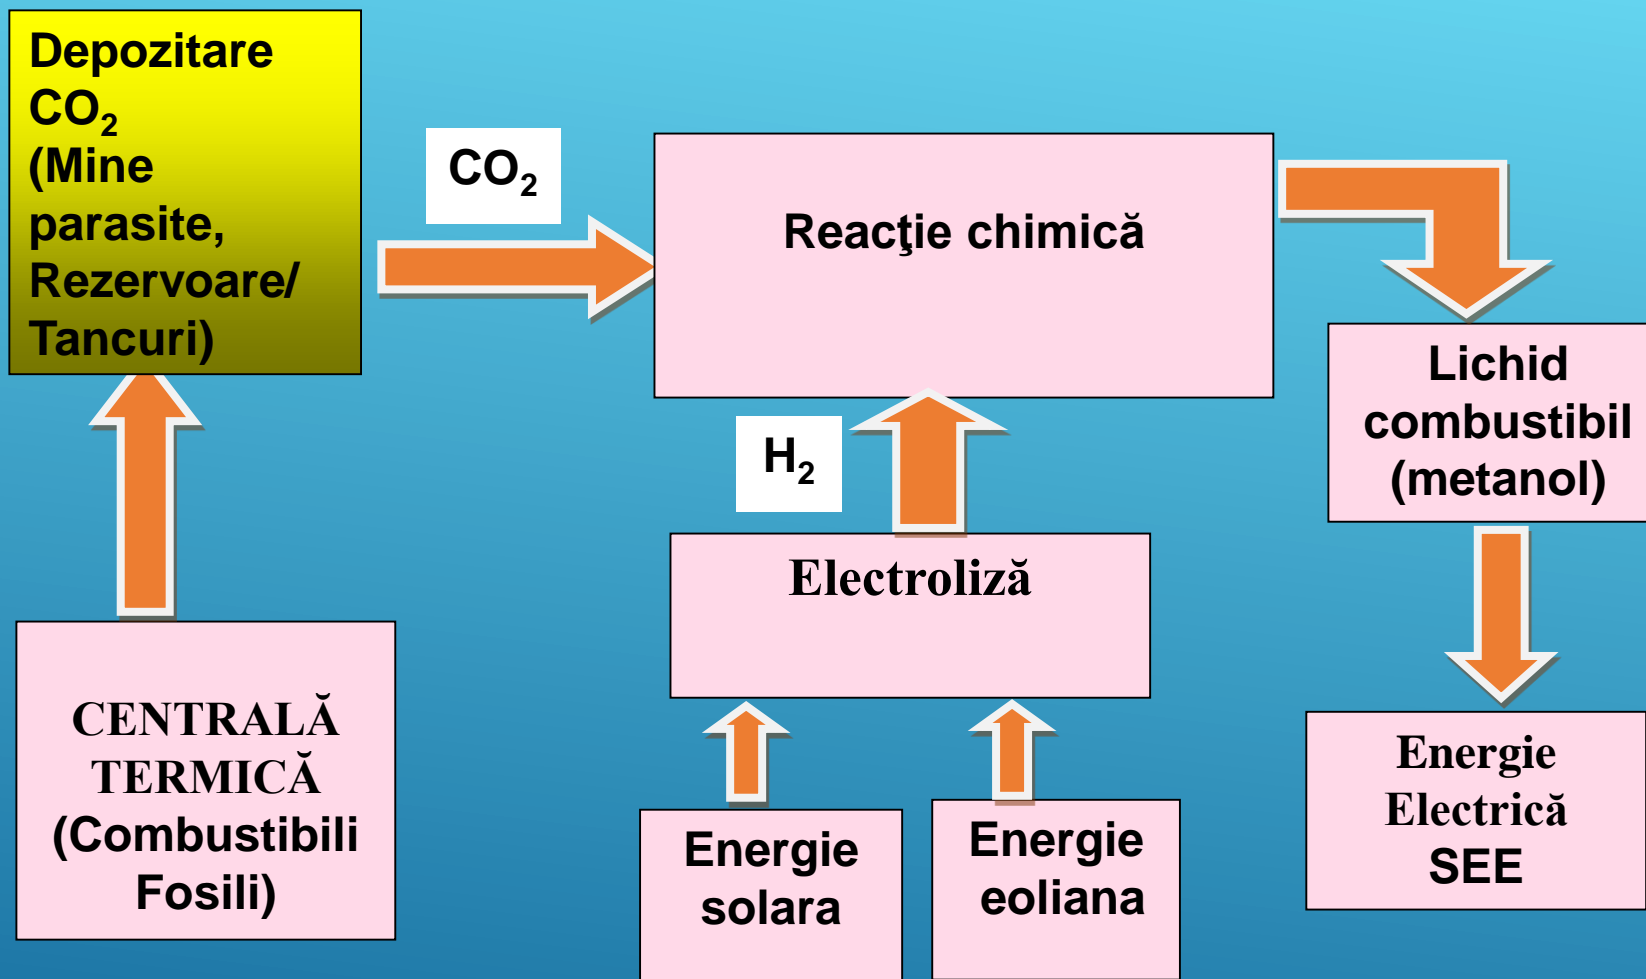 Depozitare
CO₂
(Mine
parasite,
Rezervoare/
Tancuri)
CO₂
Reacţie chimică
Lichid
combustibil
(metanol)
H₂
Electroliză
CENTRALĂ
TERMICĂ
(Combustibili
Fosili)
Energie
solara
Energie
eoliana
Energie
Electrică
SEE